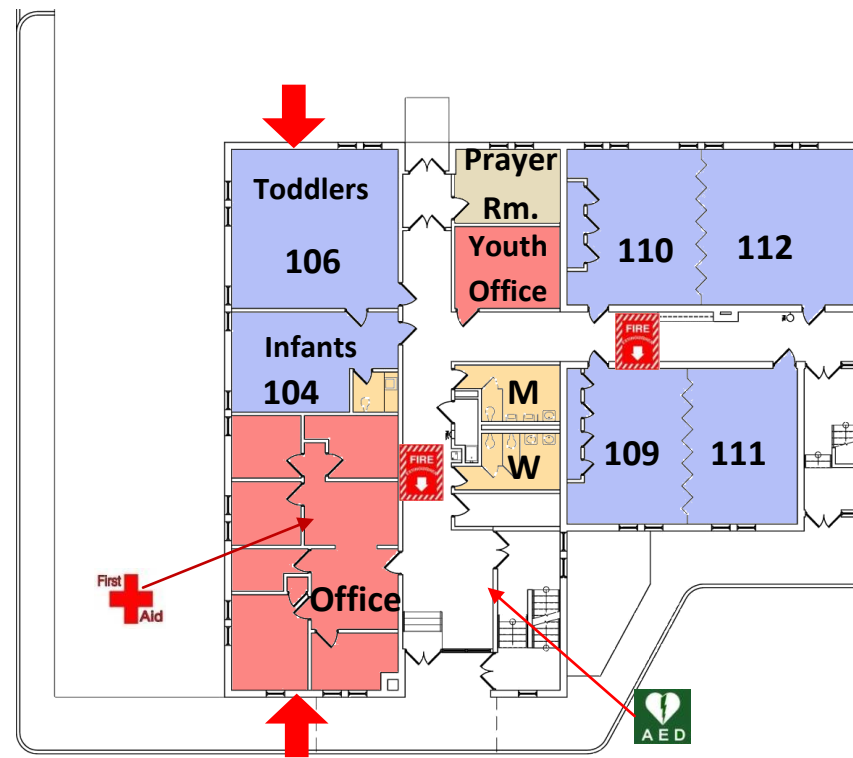 Toddlers
106
Prayer
Rm.
Youth
Office
110
112
FIRE
Infants
104
M
W
109
111
FIRE
First
Aid
Office
AED